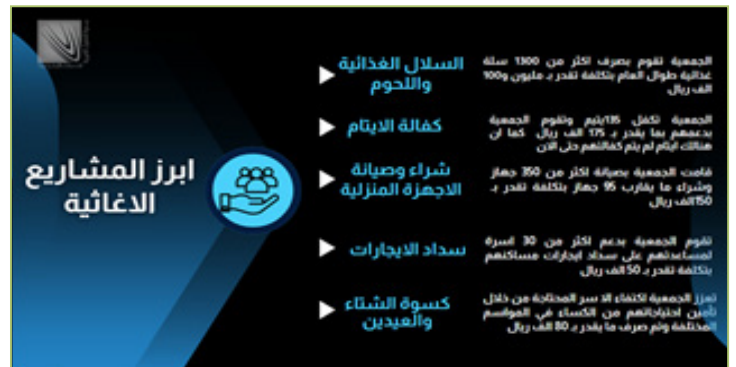 ابرز المشاريع
الاغاثية
السلال الغذائية
واللحوم
الجمعية تقوم بصرف اكثر من 1300 سلة
غذائية طوال العام بتكلفة تقدر بـ مليون و100
الف ريال.
كفالة الايتام
الجمعية تكفل 135يتيم وتقوم الجمعية
بدعمهم بما يقدر بـ 175 الف ريال كما ان
هنالك ايتام لم يتم كفالتهم حتى الان
شراء وصيانة
الاجهزة المنزلية
قامت الجمعية بصيانة اكثر من 350 جهاز
وشراء ما يقارب 95 جهاز بتكلفة تقدر بـ
150الف ريال.
سداد الايجارات
تقوم الجمعية بدعم اكثر من 30 اسرة
لمساعدتهم على سداد ايجارات مساكنهم
بتكلفة تقدر بـ 50 الف ريال.
كسوة الشتاء
والعيدين
تعزز الجمعية اكتفاء الا سر المحتاجة من خلال
تأمين احتياجاتهم من الكساء في المواسم
المختلفة وتم صرف ما يقدر بـ 80 الف ريال